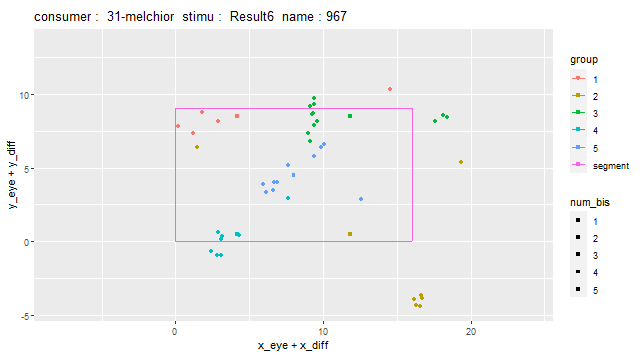 consumer : 31-melchior stimu : Result6 name : 967
group
1
2
3
4
5
segment
num_bis
1
2
3
4
5
10
5
0
-5
y_eye + y_diff
0
10
20
x_eye + x_diff